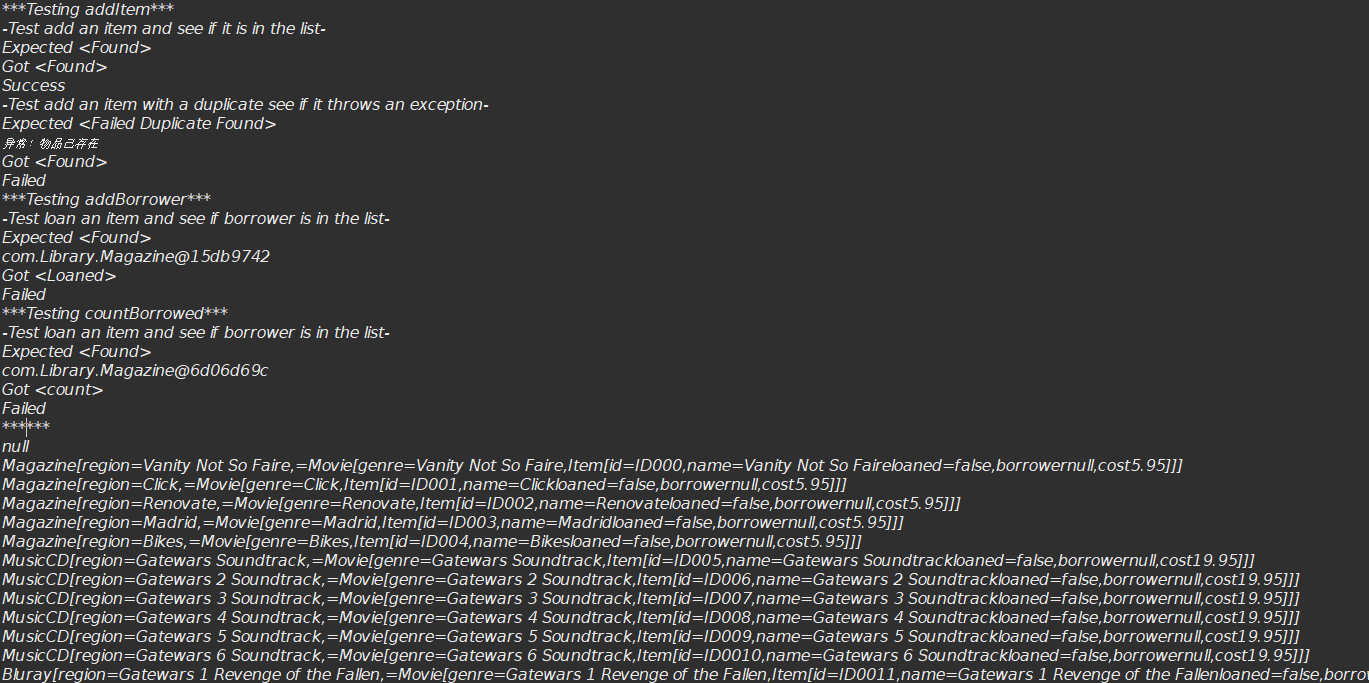 ***Testing addItem***
-Test add an item and see if it is in the list-
Expected <Found>
Got <Found>
Success
-Test add an item with a duplicate see if it throws an exception-
Expected <Failed Duplicate Found>
异常！物品已存在
Got <Found>
Failed
***Testing addBorrower***
-Test loan an item and see if borrower is in the list-
Expected <Found>
com.Library.Magazine@15db9742
Got <Loaned>
Failed
***Testing countBorrowed***
-Test loan an item and see if borrower is in the list-
Expected <Found>
com.Library.Magazine@6d06d69c
Got <count>
Failed
******
null
Magazine[region=Vanity Not So Faire,=Movie[genre=Vanity Not So Faire,Item[id=ID000,name=Vanity Not So Faireloaned=false,borrowernull,cost5.95]]]
Magazine[region=Click,=Movie[genre=Click,Item[id=ID001,name=Clickloaned=false,borrowernull,cost5.95]]]
Magazine[region=Renovate,=Movie[genre=Renovate,Item[id=ID002,name=Renovateloaned=false,borrowernull,cost5.95]]]
Magazine[region=Madrid,=Movie[genre=Madrid,Item[id=ID003,name=Madridloaned=false,borrowernull,cost5.95]]]
Magazine[region=Bikes,=Movie[genre=Bikes,Item[id=ID004,name=Bikesloaned=false,borrowernull,cost5.95]]]
MusicCD[region=Gatewars Soundtrack,=Movie[genre=Gatewars Soundtrack,Item[id=ID005,name=Gatewars Soundtrackloaned=false,borrowernull,cost19.95]]]
MusicCD[region=Gatewars 2 Soundtrack,=Movie[genre=Gatewars 2 Soundtrack,Item[id=ID006,name=Gatewars 2 Soundtrackloaned=false,borrowernull,cost19.95]]]
MusicCD[region=Gatewars 3 Soundtrack,=Movie[genre=Gatewars 3 Soundtrack,Item[id=ID007,name=Gatewars 3 Soundtrackloaned=false,borrowernull,cost19.95]]]
MusicCD[region=Gatewars 4 Soundtrack,=Movie[genre=Gatewars 4 Soundtrack,Item[id=ID008,name=Gatewars 4 Soundtrackloaned=false,borrowernull,cost19.95]]]
MusicCD[region=Gatewars 5 Soundtrack,=Movie[genre=Gatewars 5 Soundtrack,Item[id=ID009,name=Gatewars 5 Soundtrackloaned=false,borrowernull,cost19.95]]]
MusicCD[region=Gatewars 6 Soundtrack,=Movie[genre=Gatewars 6 Soundtrack,Item[id=ID0010,name=Gatewars 6 Soundtrackloaned=false,borrowernull,cost19.95]]]
Bluray[region=Gatewars 1 Revenge of the Fallen,=Movie[genre=Gatewars 1 Revenge of the Fallen,Item[id=ID0011,name=Gatewars 1 Revenge of the Fallenloaned=false,borro